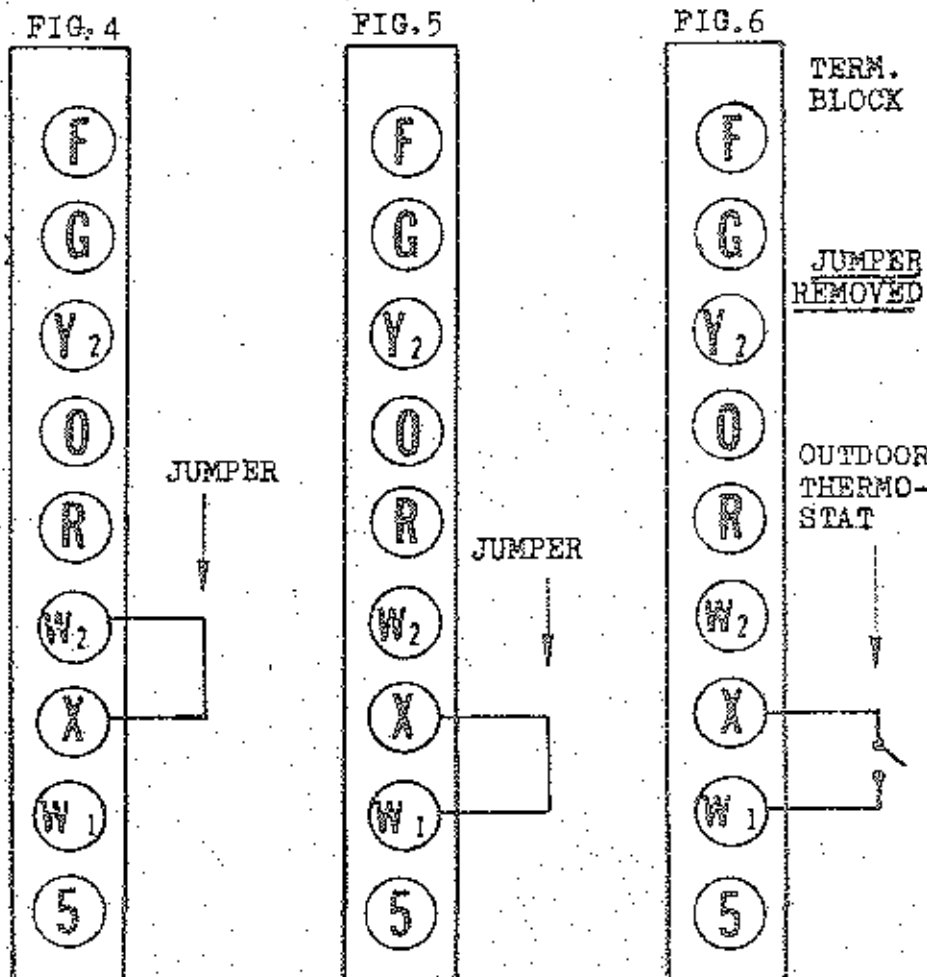 FIG.4
F
G
Y2
O
R
W2
X
W1
5
JUMPER
FIG.5
F
G
Y2
O
R
W2
X
W1
5
JUMPER
FIG.6
F
G
Y2
O
R
W2
X
W1
5
TERM.
BLOCK
JUMPER
REMOVED
OUTDOOR
THERMO-
STAT